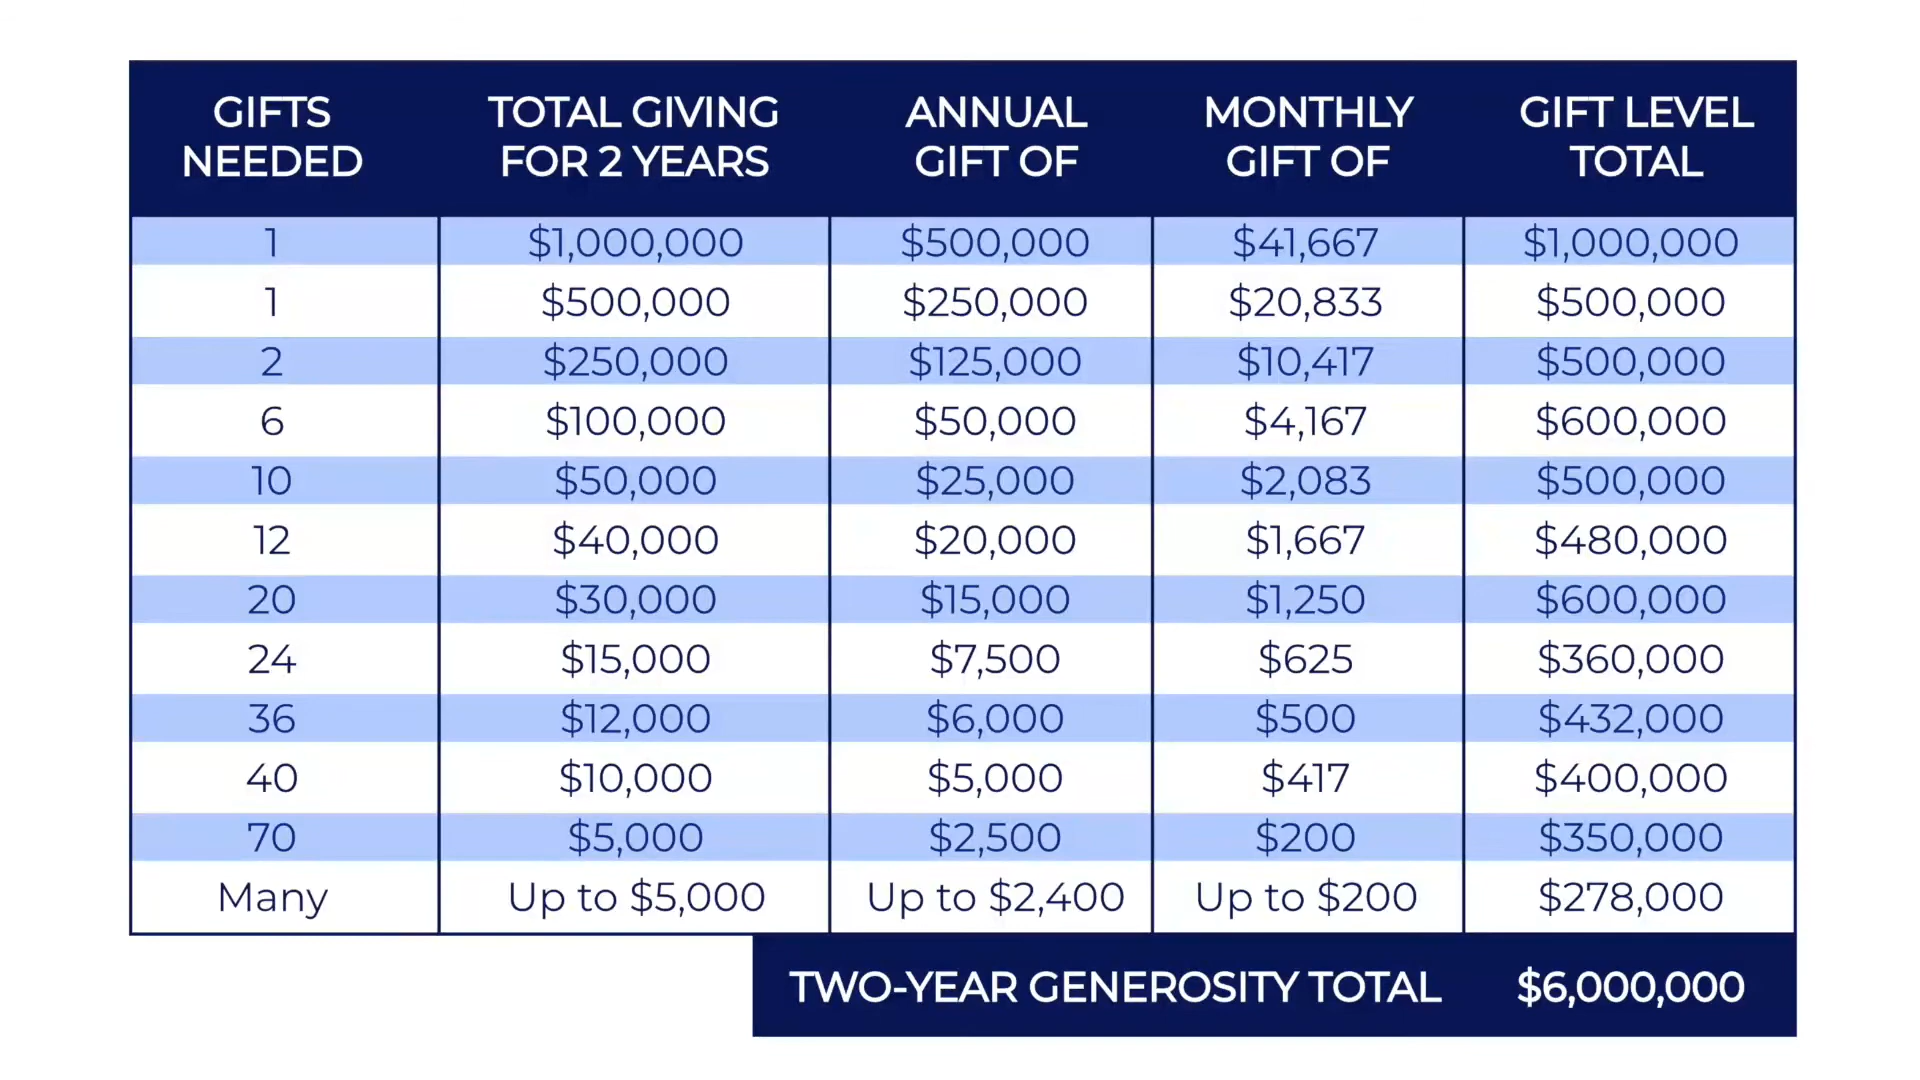 GIFTS NEEDED | TOTAL GIVING FOR 2 YEARS | ANNUAL GIFT OF | MONTHLY GIFT OF | GIFT LEVEL TOTAL
1 | $1,000,000 | $500,000 | $41,667 | $1,000,000
1 | $500,000 | $250,000 | $20,833 | $500,000
2 | $250,000 | $125,000 | $10,417 | $500,000
6 | $100,000 | $50,000 | $4,167 | $600,000
10 | $50,000 | $25,000 | $2,083 | $500,000
12 | $40,000 | $20,000 | $1,667 | $480,000
20 | $30,000 | $15,000 | $1,250 | $600,000
24 | $15,000 | $7,500 | $625 | $360,000
36 | $12,000 | $6,000 | $500 | $432,000
40 | $10,000 | $5,000 | $417 | $400,000
70 | $5,000 | $2,500 | $200 | $350,000
Many | Up to $5,000 | Up to $2,400 | Up to $200 | $278,000
TWO-YEAR GENEROSITY TOTAL $6,000,000